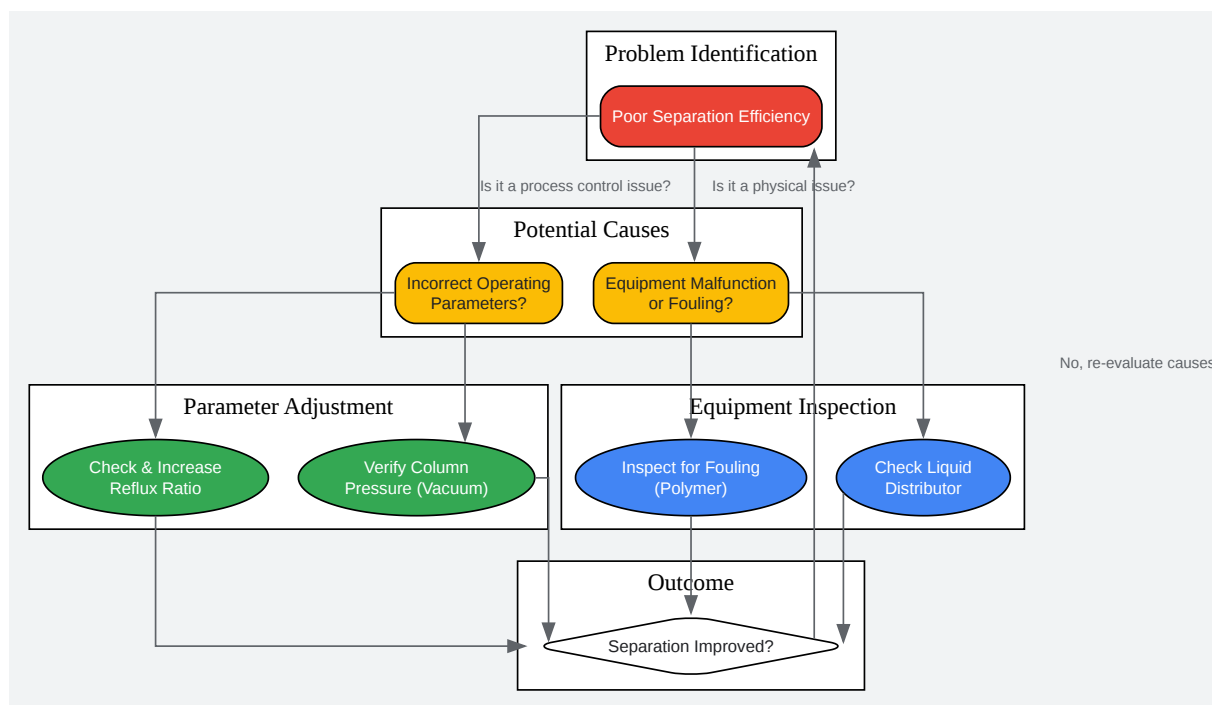 Problem Identification
Poor Separation Efficiency
Is it a process control issue?
Is it a physical issue?
Potential Causes
Incorrect Operating
Parameters?
Equipment Malfunction
or Fouling?
No, re-evaluate causes
Parameter Adjustment
Check & Increase
Reflux Ratio
Verify Column
Pressure (Vacuum)
Equipment Inspection
Inspect for Fouling
(Polymer)
Check Liquid
Distributor
Outcome
Separation Improved?